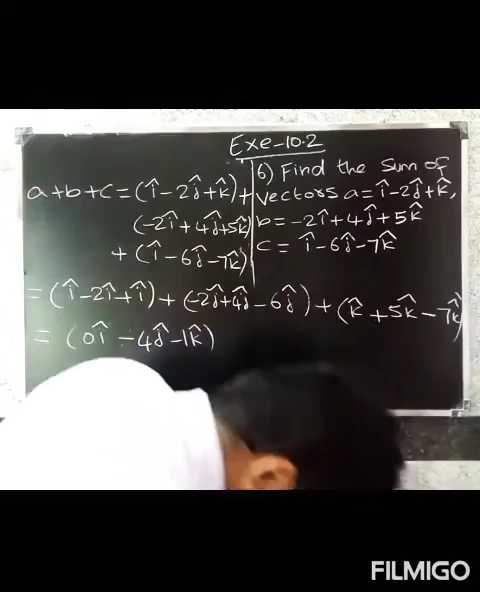 Exe-10.2
6) Find the Sum of
vectors a = î - 2ĵ + k̂,
b = -2î + 4ĵ + 5k̂
c = î - 6ĵ - 7k̂
a + b + c = (î - 2ĵ + k̂) +
(-2î + 4ĵ + 5k̂)
+ (î - 6ĵ - 7k̂)
= (î - 2î + î) + (-2ĵ + 4ĵ - 6ĵ) + (k̂ + 5k̂ - 7k̂)
= (0î - 4ĵ - 1k̂)
FILMIGO